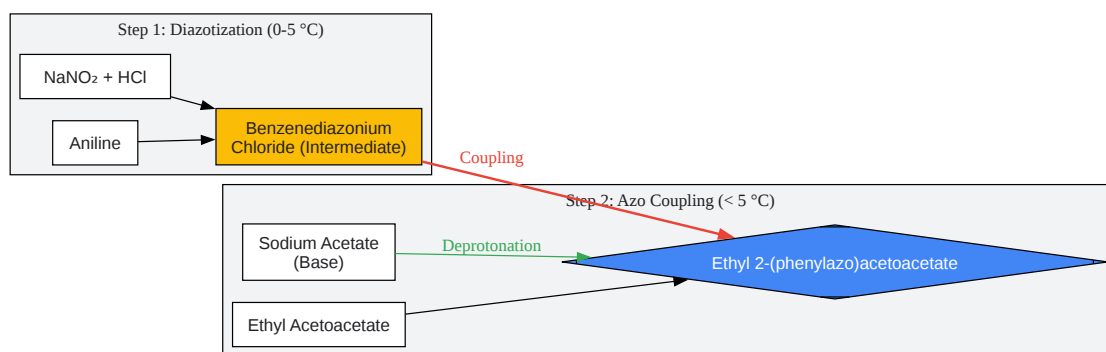 Step 1: Diazotization (0-5 °C)
NaNO₂ + HCl
Aniline
Benzenediazonium
Chloride (Intermediate)
Coupling
Step 2: Azo Coupling (< 5 °C)
Sodium Acetate
(Base)
Deprotonation
Ethyl 2-(phenylazo)acetoacetate
Ethyl Acetoacetate